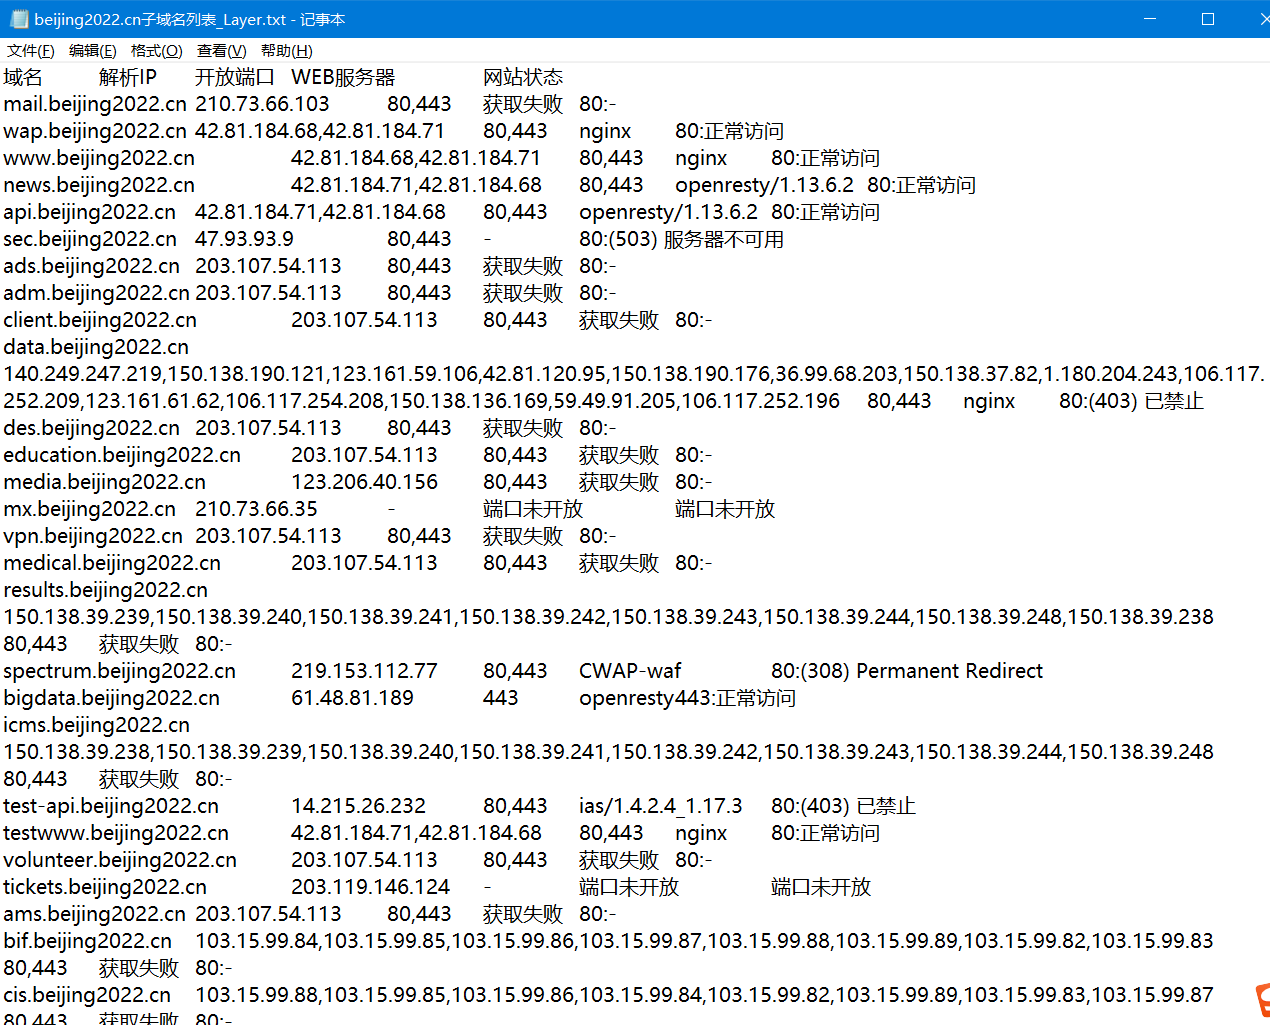 beijing2022.cn子域名列表_Layer.txt - 记事本
文件(F) 编辑(E) 格式(O) 查看(V) 帮助(H)
域名 解析IP 开放端口 WEB服务器 网站状态
mail.beijing2022.cn 210.73.66.103 80,443 获取失败 80:-
wap.beijing2022.cn 42.81.184.68,42.81.184.71 80,443 nginx 80:正常访问
www.beijing2022.cn 42.81.184.68,42.81.184.71 80,443 nginx 80:正常访问
news.beijing2022.cn 42.81.184.71,42.81.184.68 80,443 openresty/1.13.6.2 80:正常访问
api.beijing2022.cn 42.81.184.71,42.81.184.68 80,443 openresty/1.13.6.2 80:正常访问
sec.beijing2022.cn 47.93.93.9 80,443 - 80:(503) 服务器不可用
ads.beijing2022.cn 203.107.54.113 80,443 获取失败 80:-
adm.beijing2022.cn 203.107.54.113 80,443 获取失败 80:-
client.beijing2022.cn 203.107.54.113 80,443 获取失败 80:-
data.beijing2022.cn
140.249.247.219,150.138.190.121,123.161.59.106,42.81.120.95,150.138.190.176,36.99.68.203,150.138.37.82,1.180.204.243,106.117.
252.209,123.161.61.62,106.117.254.208,150.138.136.169,59.49.91.205,106.117.252.196 80,443 nginx 80:(403) 已禁止
des.beijing2022.cn 203.107.54.113 80,443 获取失败 80:-
education.beijing2022.cn 203.107.54.113 80,443 获取失败 80:-
media.beijing2022.cn 123.206.40.156 80,443 获取失败 80:-
mx.beijing2022.cn 210.73.66.35 - 端口未开放 端口未开放
vpn.beijing2022.cn 203.107.54.113 80,443 获取失败 80:-
medical.beijing2022.cn 203.107.54.113 80,443 获取失败 80:-
results.beijing2022.cn
150.138.39.239,150.138.39.240,150.138.39.241,150.138.39.242,150.138.39.243,150.138.39.244,150.138.39.248,150.138.39.238
80,443 获取失败 80:-
spectrum.beijing2022.cn 219.153.112.77 80,443 CWAP-waf 80:(308) Permanent Redirect
bigdata.beijing2022.cn 61.48.81.189 443 openresty443:正常访问
icms.beijing2022.cn
150.138.39.238,150.138.39.239,150.138.39.240,150.138.39.241,150.138.39.242,150.138.39.243,150.138.39.244,150.138.39.248
80,443 获取失败 80:-
test-api.beijing2022.cn 14.215.26.232 80,443 ias/1.4.2.4_1.17.3 80:(403) 已禁止
testwww.beijing2022.cn 42.81.184.71,42.81.184.68 80,443 nginx 80:正常访问
volunteer.beijing2022.cn 203.107.54.113 80,443 获取失败 80:-
tickets.beijing2022.cn 203.119.146.124 - 端口未开放 端口未开放
ams.beijing2022.cn 203.107.54.113 80,443 获取失败 80:-
bif.beijing2022.cn 103.15.99.84,103.15.99.85,103.15.99.86,103.15.99.87,103.15.99.88,103.15.99.89,103.15.99.82,103.15.99.83
80,443 获取失败 80:-
cis.beijing2022.cn 103.15.99.88,103.15.99.85,103.15.99.86,103.15.99.84,103.15.99.82,103.15.99.89,103.15.99.83,103.15.99.87
80,443 获取失败 80:-